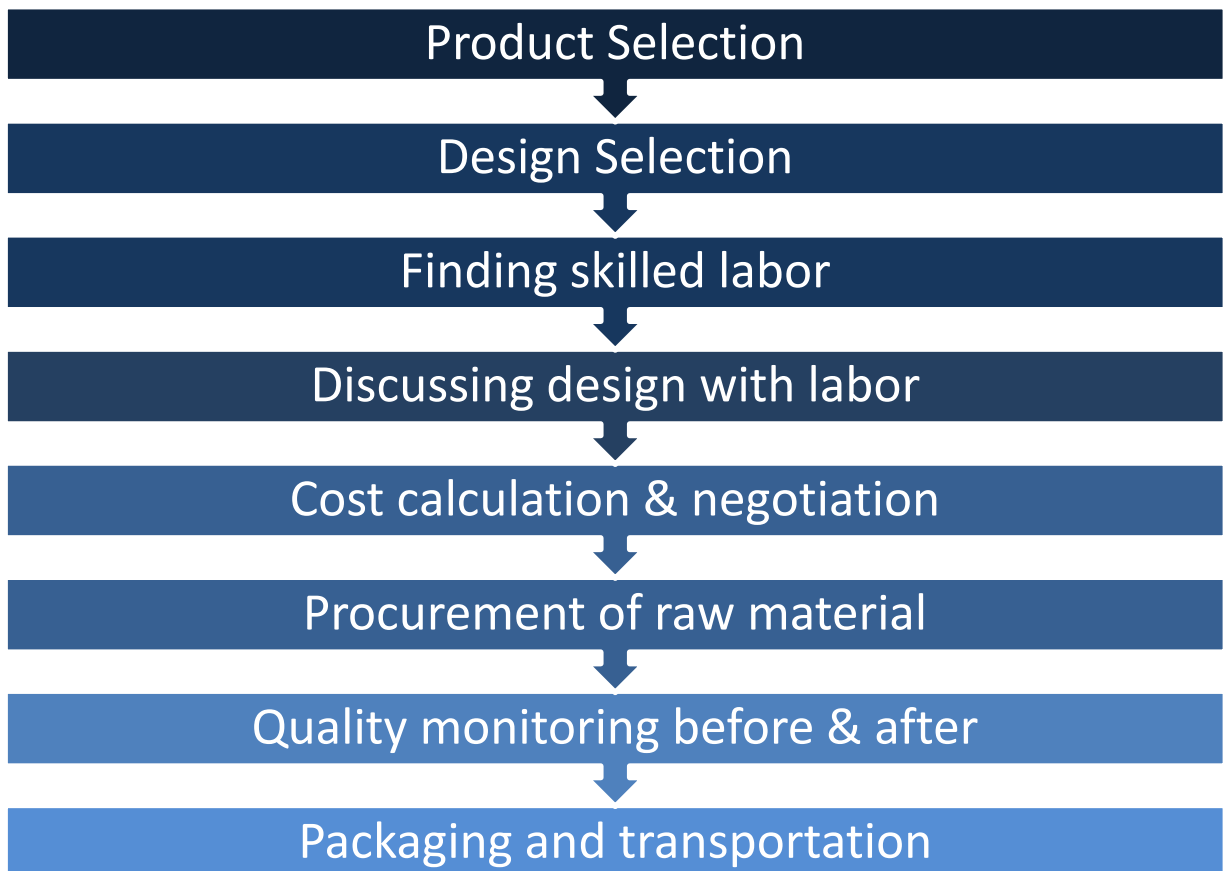 Product Selection
Design Selection
Finding skilled labor
Discussing design with labor
Cost calculation & negotiation
Procurement of raw material
Quality monitoring before & after
Packaging and transportation